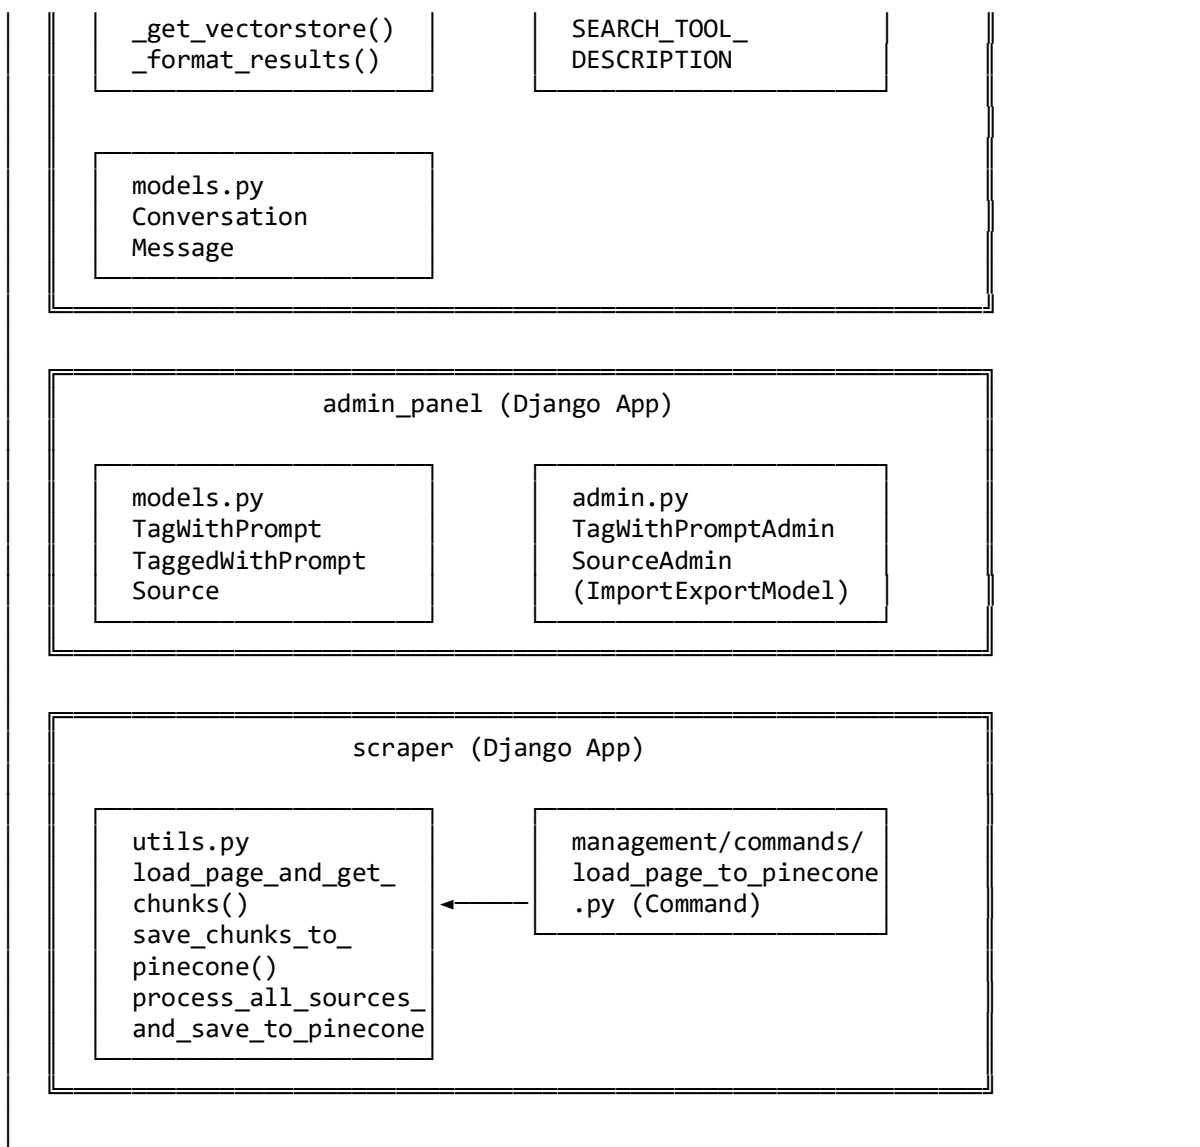 _get_vectorstore()
_format_results()
SEARCH_TOOL_
DESCRIPTION
models.py
Conversation
Message
admin_panel (Django App)
models.py
TagWithPrompt
TaggedWithPrompt
Source
admin.py
TagWithPromptAdmin
SourceAdmin
(ImportExportModel)
scraper (Django App)
utils.py
load_page_and_get_
chunks()
save_chunks_to_
pinecone()
process_all_sources_
and_save_to_pinecone
management/commands/
load_page_to_pinecone
.py (Command)